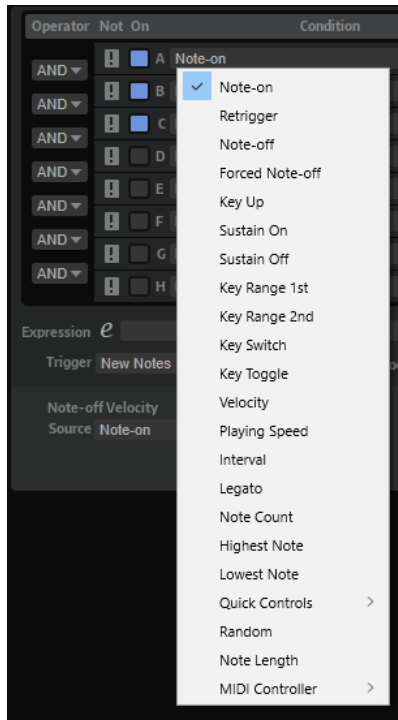 Operator Not On Condition
AND
AND
AND
AND
AND
AND
AND
A Note-on
B
C
D
E
F
G
H
Note-on
Retrigger
Note-off
Forced Note-off
Key Up
Sustain On
Sustain Off
Key Range 1st
Key Range 2nd
Key Switch
Key Toggle
Velocity
Playing Speed
Interval
Legato
Note Count
Highest Note
Lowest Note
Quick Controls
Random
Note Length
MIDI Controller
Expression e
Trigger New Notes
Note-off Velocity
Source Note-on